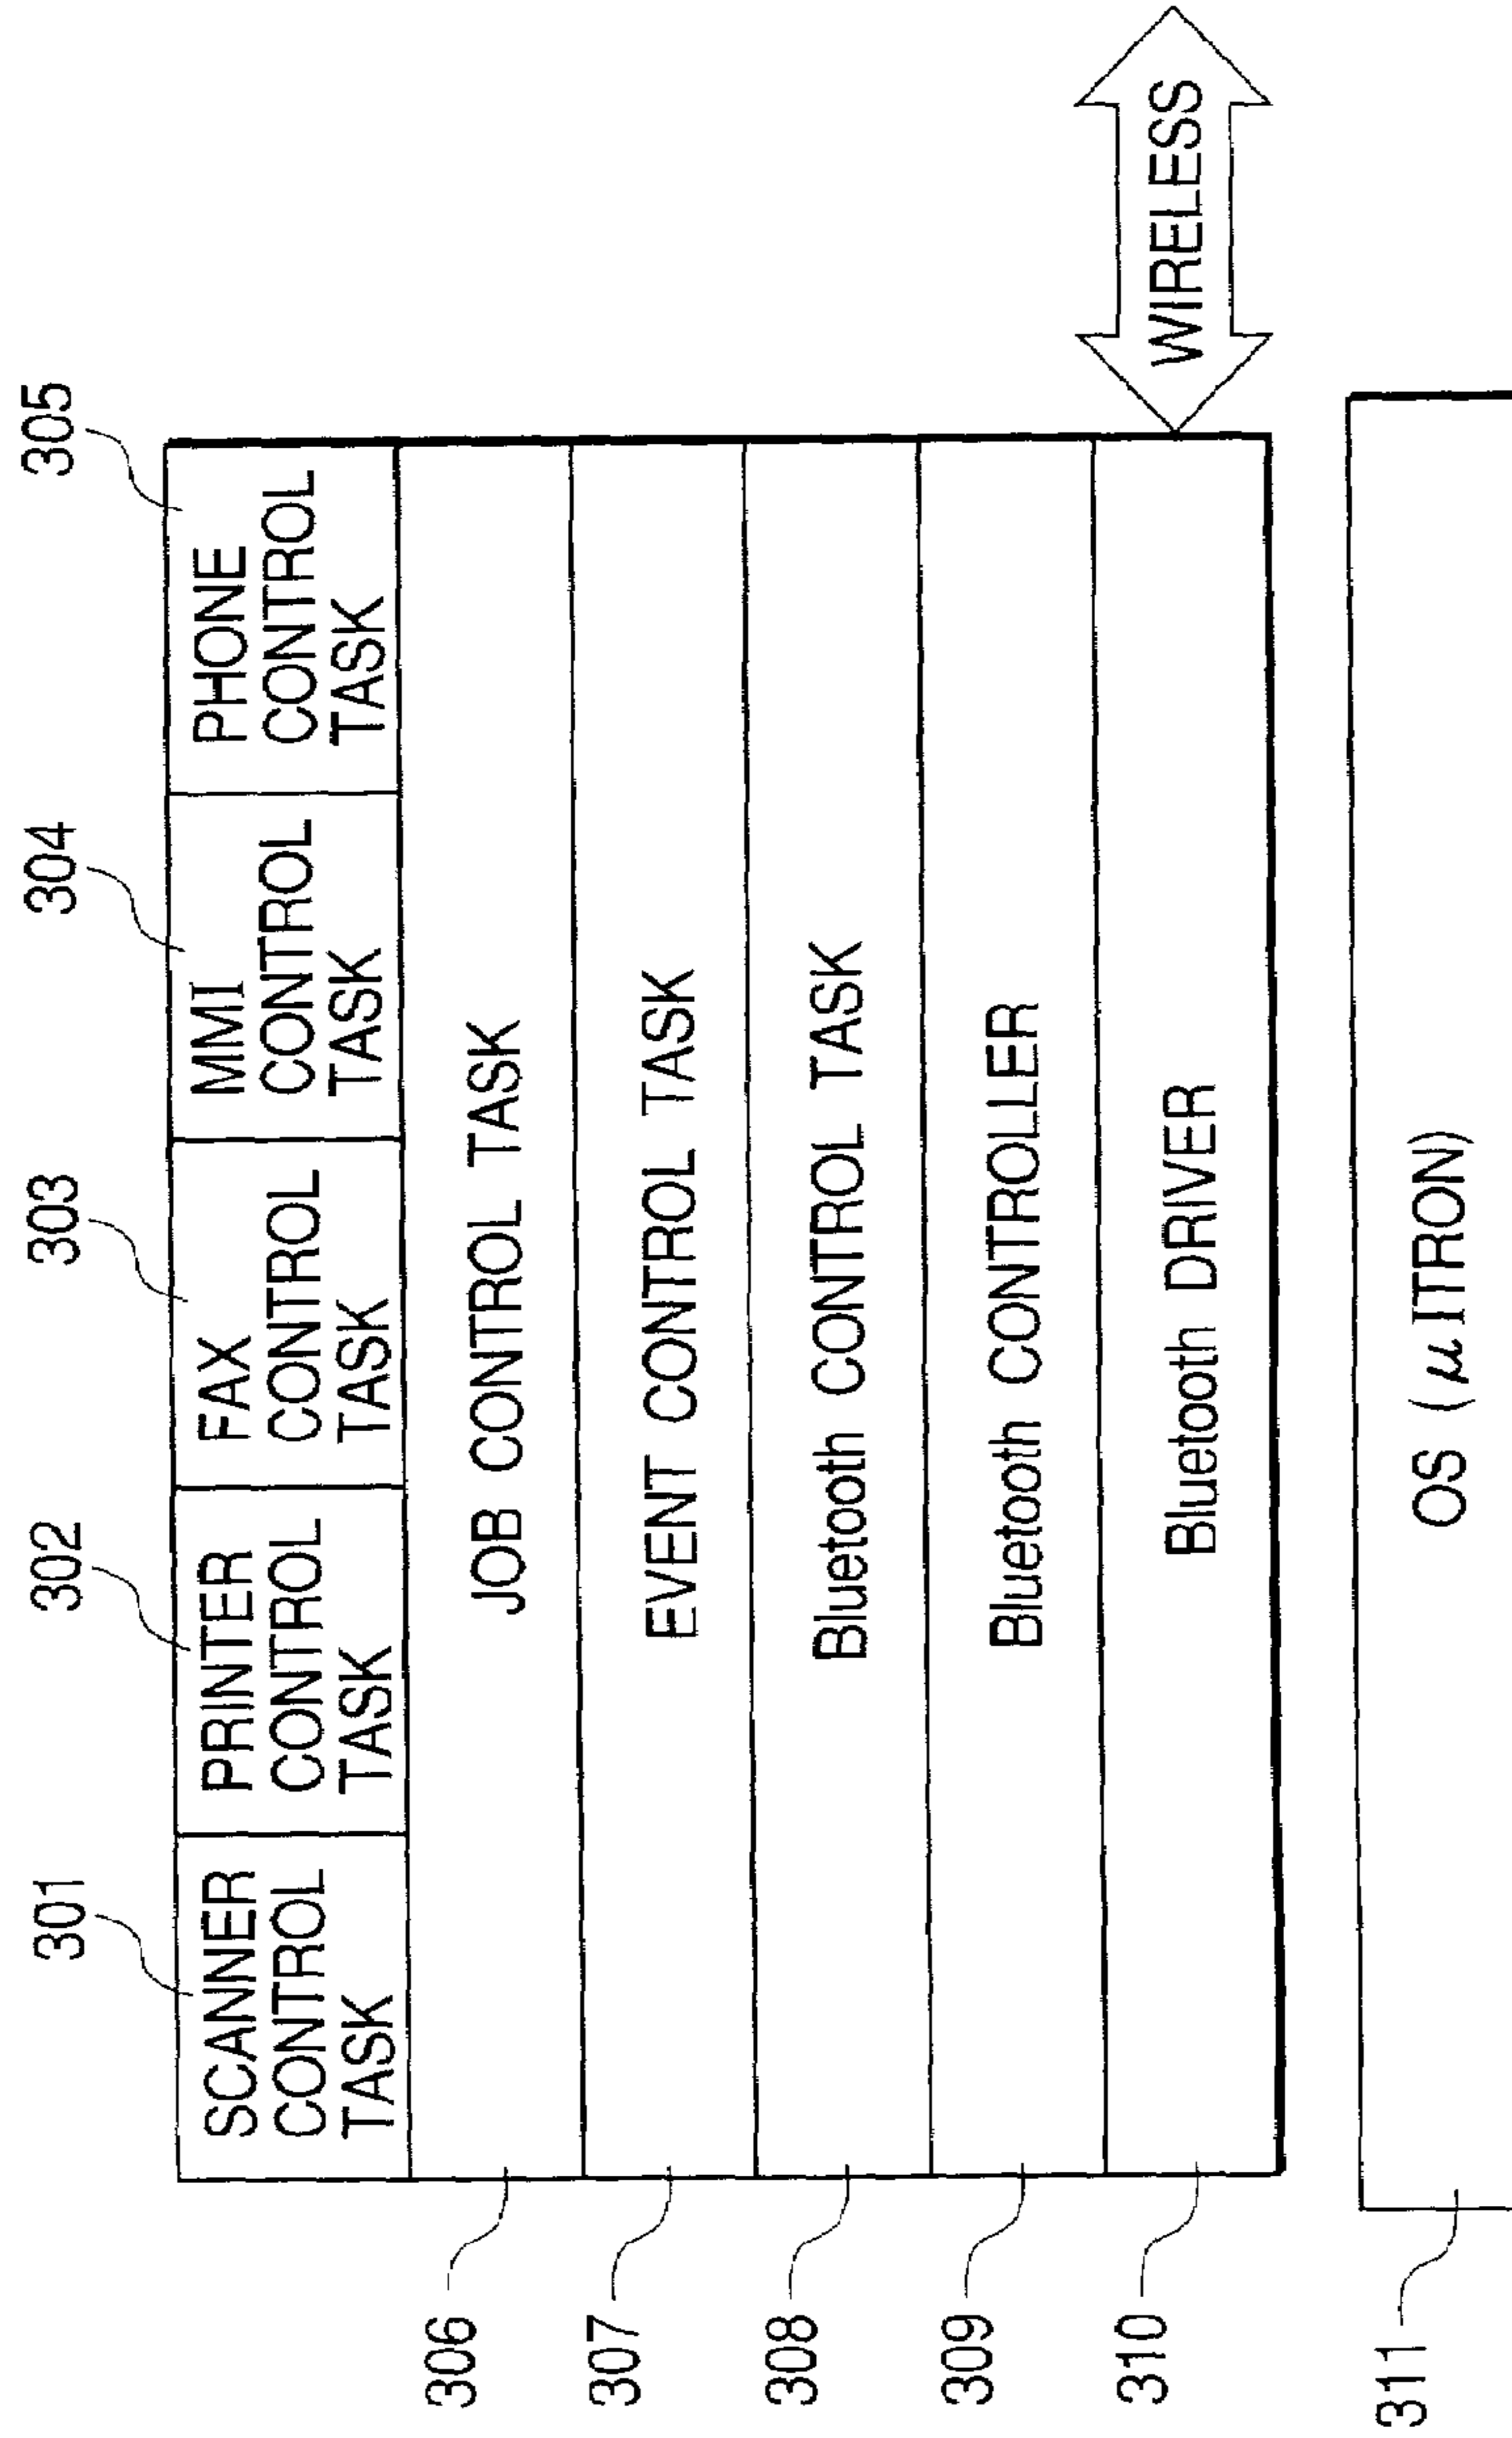 301
302
303
304
305
SCANNER
CONTROL
TASK
PRINTER
CONTROL
TASK
FAX
CONTROL
TASK
MMI
CONTROL
TASK
PHONE
CONTROL
TASK
306
JOB CONTROL TASK
307
EVENT CONTROL TASK
308
Bluetooth CONTROL TASK
309
Bluetooth CONTROLLER
310
Bluetooth DRIVER
WIRELESS
311
OS (μ ITRON)